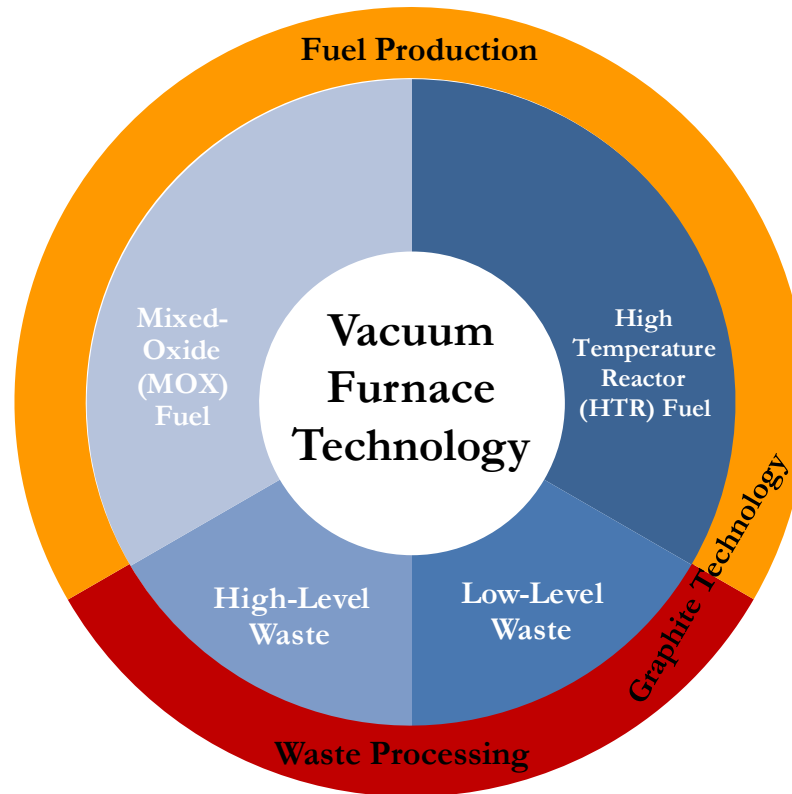 Fuel Production
Mixed-
Oxide
(MOX)
Fuel
Vacuum
Furnace
Technology
High
Temperature
Reactor
(HTR) Fuel
Graphite Technology
High-Level
Waste
Low-Level
Waste
Waste Processing